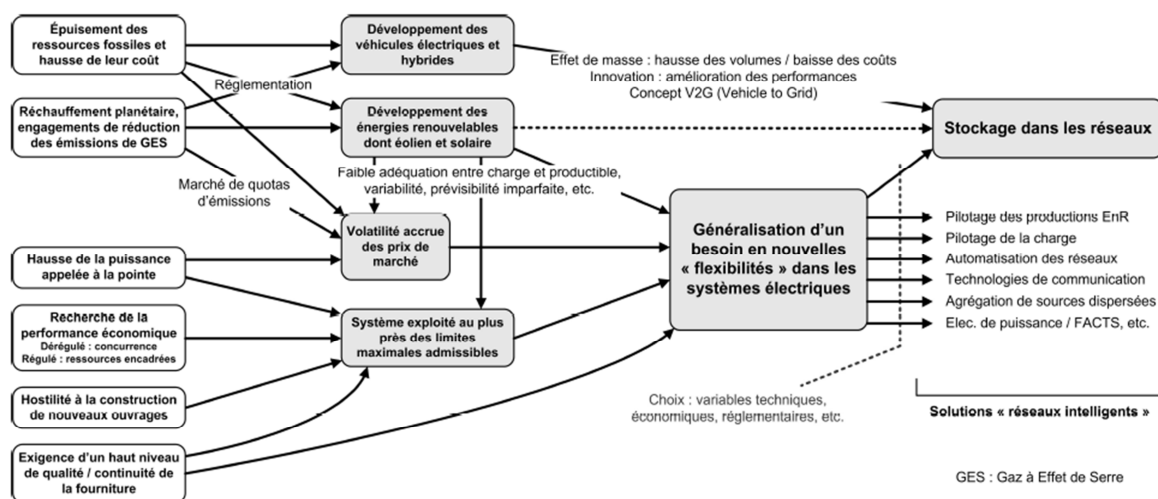 Épuisement des
ressources fossiles et
hausse de leur coût
Développement des
véhicules électriques et
hybrides
Effet de masse : hausse des volumes / baisse des coûts
Innovation : amélioration des performances
Concept V2G (Vehicle to Grid)
Réglementation
Réchauffement planétaire,
engagements de réduction
des émissions de GES
Développement des
énergies renouvelables
dont éolien et solaire
Stockage dans les réseaux
Faible adéquation entre charge et productible,
variabilité, prévisibilité imparfaite, etc.
Marché de quotas
d'émissions
Volatilité accrue
des prix de
marché
Généralisation d'un
besoin en nouvelles
« flexibilités » dans les
systèmes électriques
Pilotage des productions EnR
Pilotage de la charge
Automatisation des réseaux
Technologies de communication
Agrégation de sources dispersées
Elec. de puissance / FACTS, etc.
Hausse de la puissance
appelée à la pointe
Recherche de la
performance économique
Dérégulé : concurrence
Régulé : ressources encadrées
Système exploité au plus
près des limites
maximales admissibles
Hostilité à la construction
de nouveaux ouvrages
Choix : variables techniques,
économiques, réglementaires, etc.
Solutions « réseaux intelligents »
Exigence d'un haut niveau
de qualité / continuité de
la fourniture
GES : Gaz à Effet de Serre